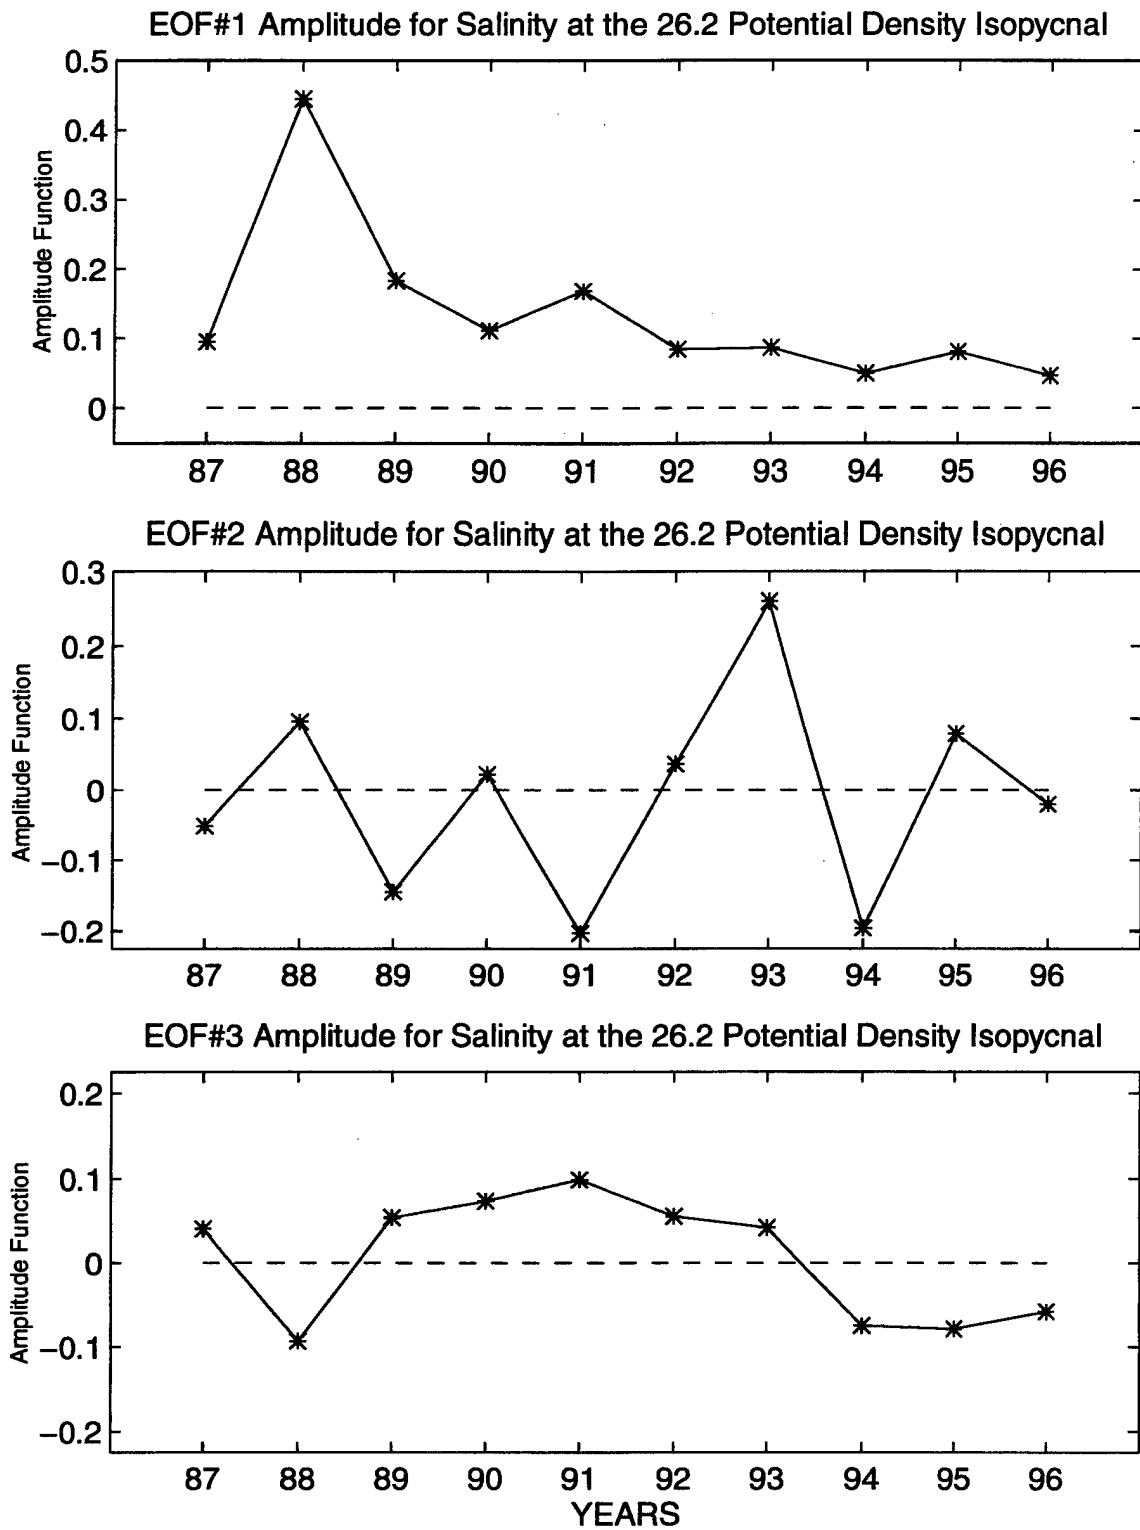 EOF#1 Amplitude for Salinity at the 26.2 Potential Density Isopycnal
0.5
0.4
0.3
0.2
0.1
0
Amplitude Function
87 88 89 90 91 92 93 94 95 96
EOF#2 Amplitude for Salinity at the 26.2 Potential Density Isopycnal
0.3
0.2
0.1
0
−0.1
−0.2
Amplitude Function
87 88 89 90 91 92 93 94 95 96
EOF#3 Amplitude for Salinity at the 26.2 Potential Density Isopycnal
0.2
0.1
0
−0.1
−0.2
Amplitude Function
87 88 89 90 91 92 93 94 95 96
YEARS